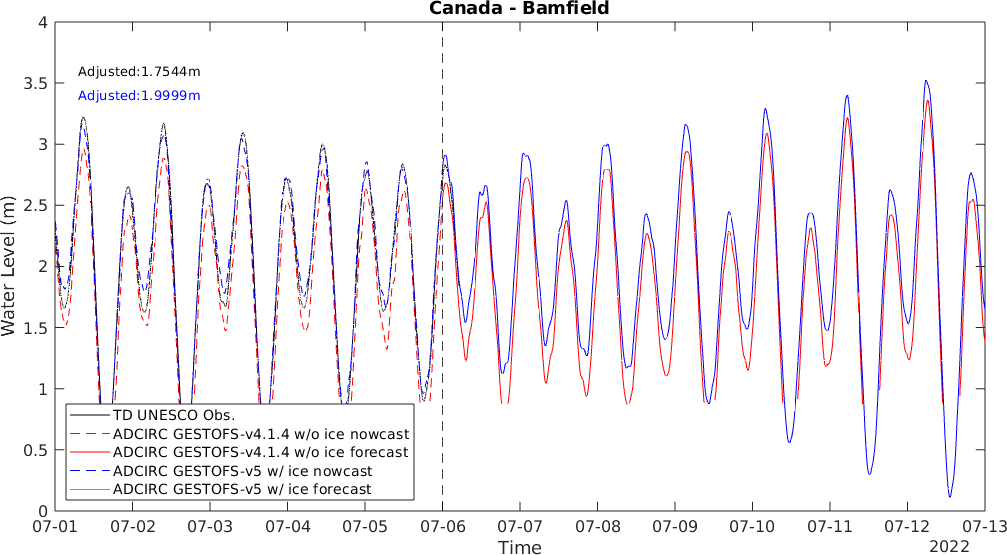 Canada - Bamfield
Adjusted:1.7544m
Adjusted:1.9999m
Water Level (m)
4
3.5
3
2.5
2
1.5
1
0.5
0
TD UNESCO Obs.
ADCIRC GESTOFS-v4.1.4 w/o ice nowcast
ADCIRC GESTOFS-v4.1.4 w/o ice forecast
ADCIRC GESTOFS-v5 w/ ice nowcast
ADCIRC GESTOFS-v5 w/ ice forecast
07-01 07-02 07-03 07-04 07-05 07-06 07-07 07-08 07-09 07-10 07-11 07-12 07-13
Time
2022